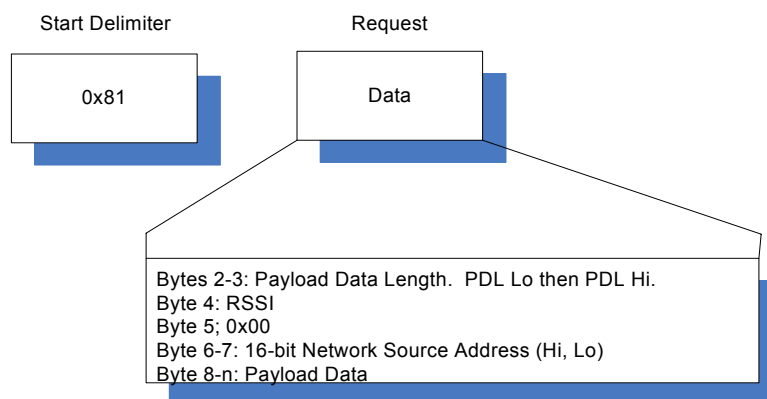 Start Delimiter
Request
0x81
Data
Bytes 2-3: Payload Data Length.  PDL Lo then PDL Hi.
Byte 4: RSSI
Byte 5; 0x00
Byte 6-7: 16-bit Network Source Address (Hi, Lo)
Byte 8-n: Payload Data